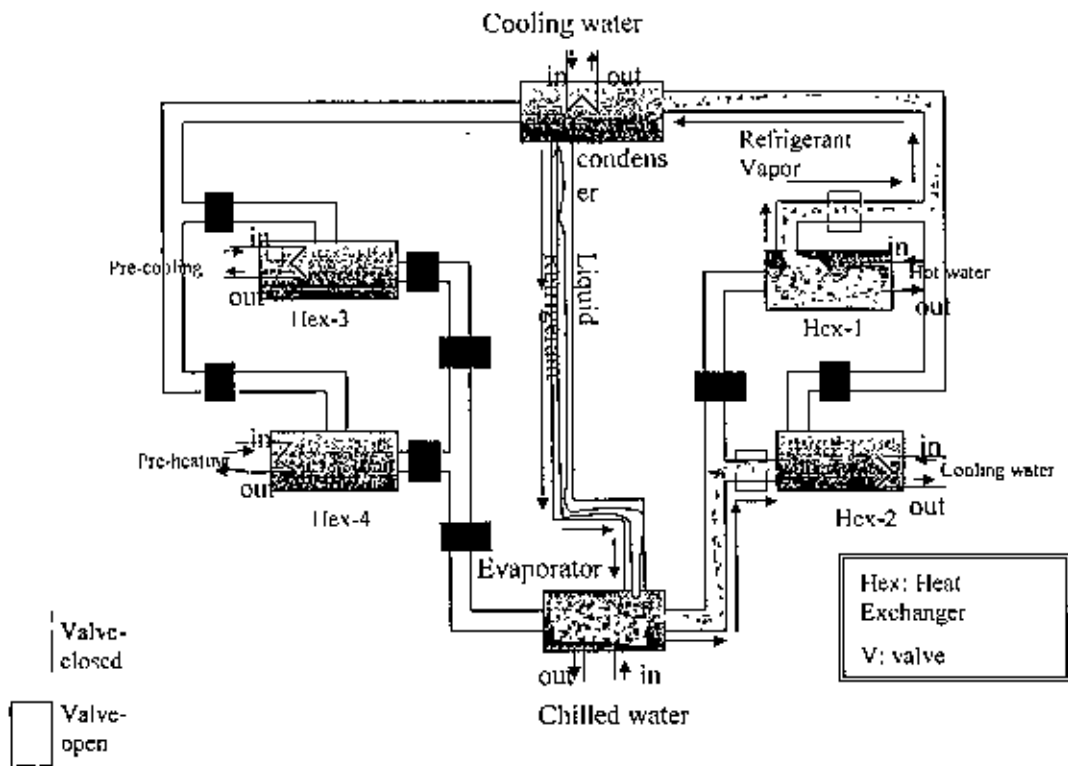 Cooling water
in out
condens
er
Refrigerant
Vapor
in
Pre-cooling
out
Hex-3
Liquid
in
Hot water
out
Hex-1
in
Pre-heating
out
Hex-4
in
Cooling water
out
Hex-2
Evaporator
out in
Chilled water
Valve-
closed
Valve-
open
Hex: Heat
Exchanger
V: valve